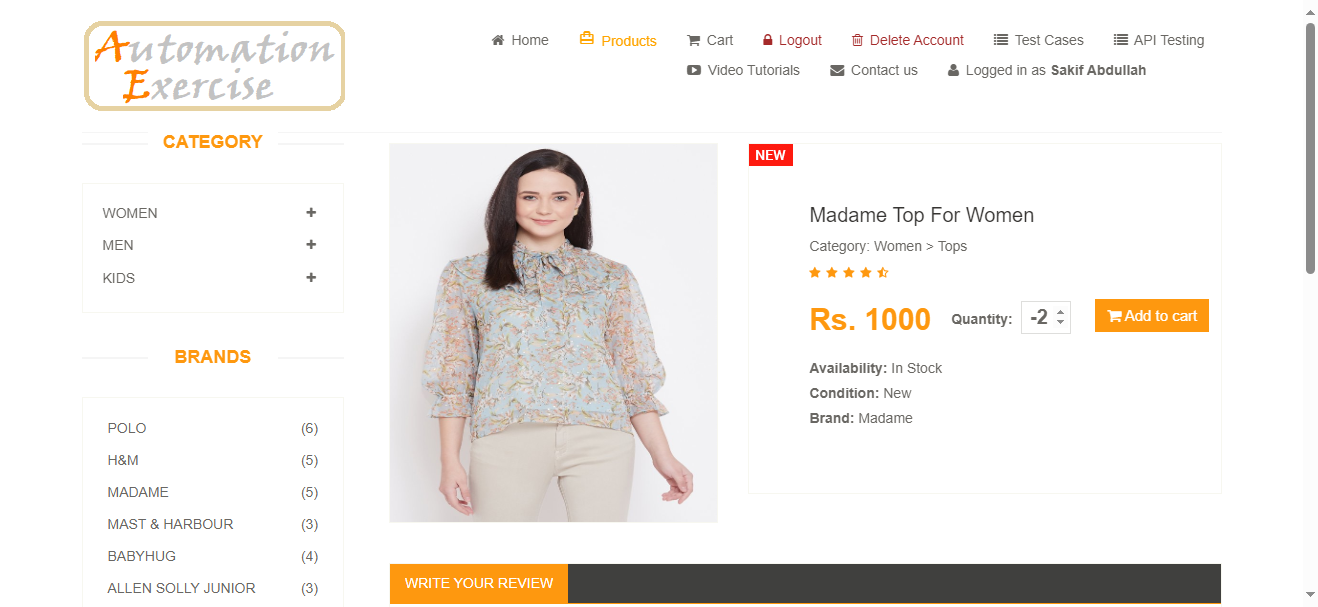 Automation
Exercise
Home Products Cart Logout Delete Account Test Cases API Testing
Video Tutorials Contact us Logged in as Sakif Abdullah
CATEGORY
WOMEN
MEN
KIDS
BRANDS
POLO (6)
H&M (5)
MADAME (5)
MAST & HARBOUR (3)
BABYHUG (4)
ALLEN SOLLY JUNIOR (3)
NEW
Madame Top For Women
Category: Women > Tops
Rs. 1000 Quantity: -2 Add to cart
Availability: In Stock
Condition: New
Brand: Madame
WRITE YOUR REVIEW